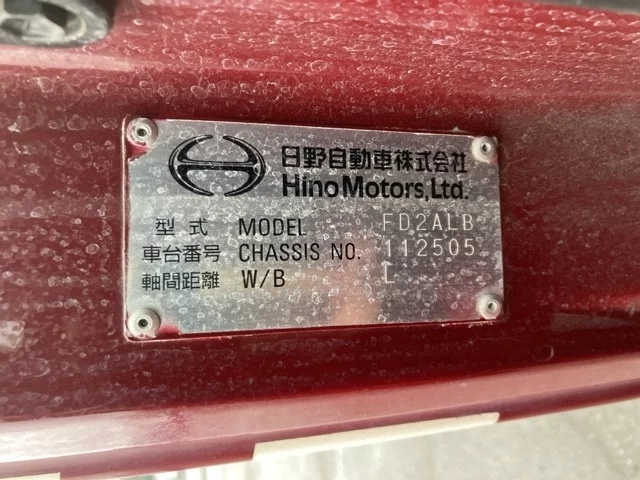 日野自動車株式会社
Hino Motors, Ltd.
型式 MODEL FD2ALB
車台番号 CHASSIS NO. 112505
軸間距離 W/B L